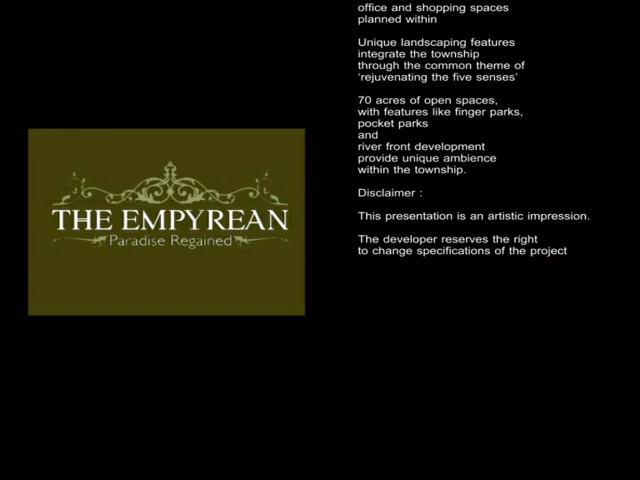 office and shopping spaces
planned within
Unique landscaping features
integrate the township
through the common theme of
‘rejuvenating the five senses’
70 acres of open spaces,
with features like finger parks,
pocket parks
and
river front development
provide unique ambience
within the township.
Disclaimer :
This presentation is an artistic impression.
The developer reserves the right
to change specifications of the project
THE EMPYREAN
Paradise Regained